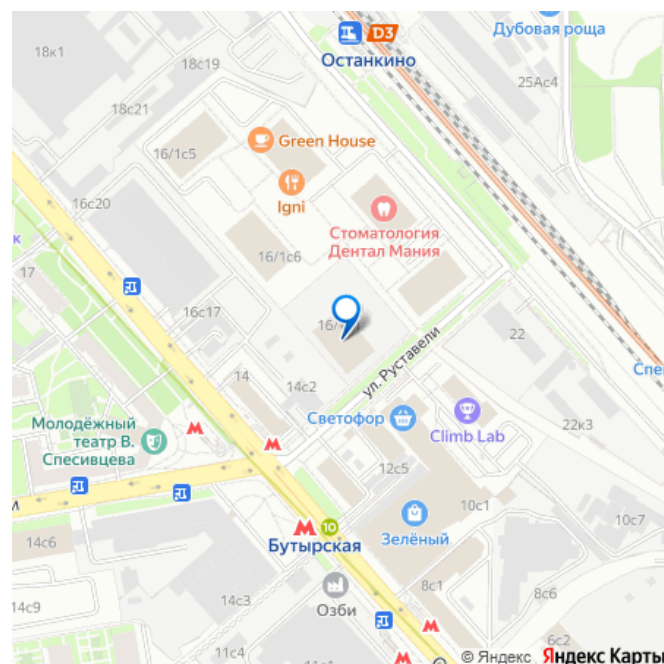 D3
Останкино
Дубовая роща
18к1
18с19
18с21
25Ас4
Green House
16/1с5
Igni
16с20
Стоматология
Дентал Мания
к
16/1с6
17
16с17
ул. Руставели
22
Спе
14
14с2
Светофор
Climb Lab
22к3
Молодёжный
театр В.
Спесивцева
12с5
м
10
10с1
10с7
Бутырская
Зелёный
14с6
8с1
8с6
14с3
Озби
14с9
6с2
11с4
11с1
© Яндекс Яндекс Карты